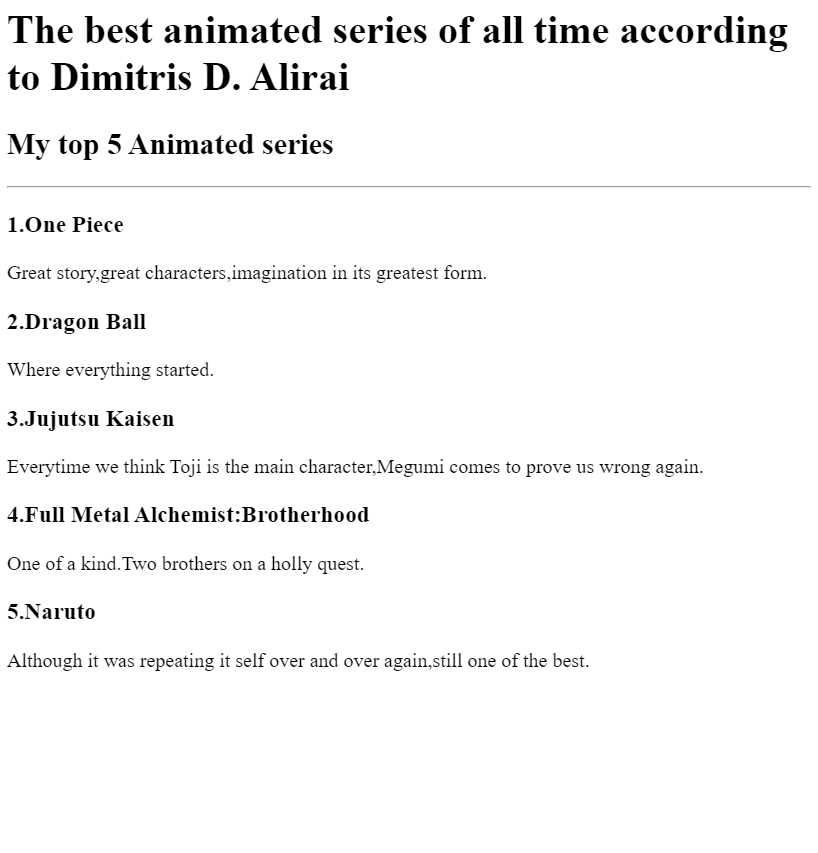 The best animated series of all time according
to Dimitris D. Alirai
My top 5 Animated series
1.One Piece
Great story,great characters,imagination in its greatest form.
2.Dragon Ball
Where everything started.
3.Jujutsu Kaisen
Everytime we think Toji is the main character,Megumi comes to prove us wrong again.
4.Full Metal Alchemist:Brotherhood
One of a kind.Two brothers on a holly quest.
5.Naruto
Although it was repeating it self over and over again,still one of the best.